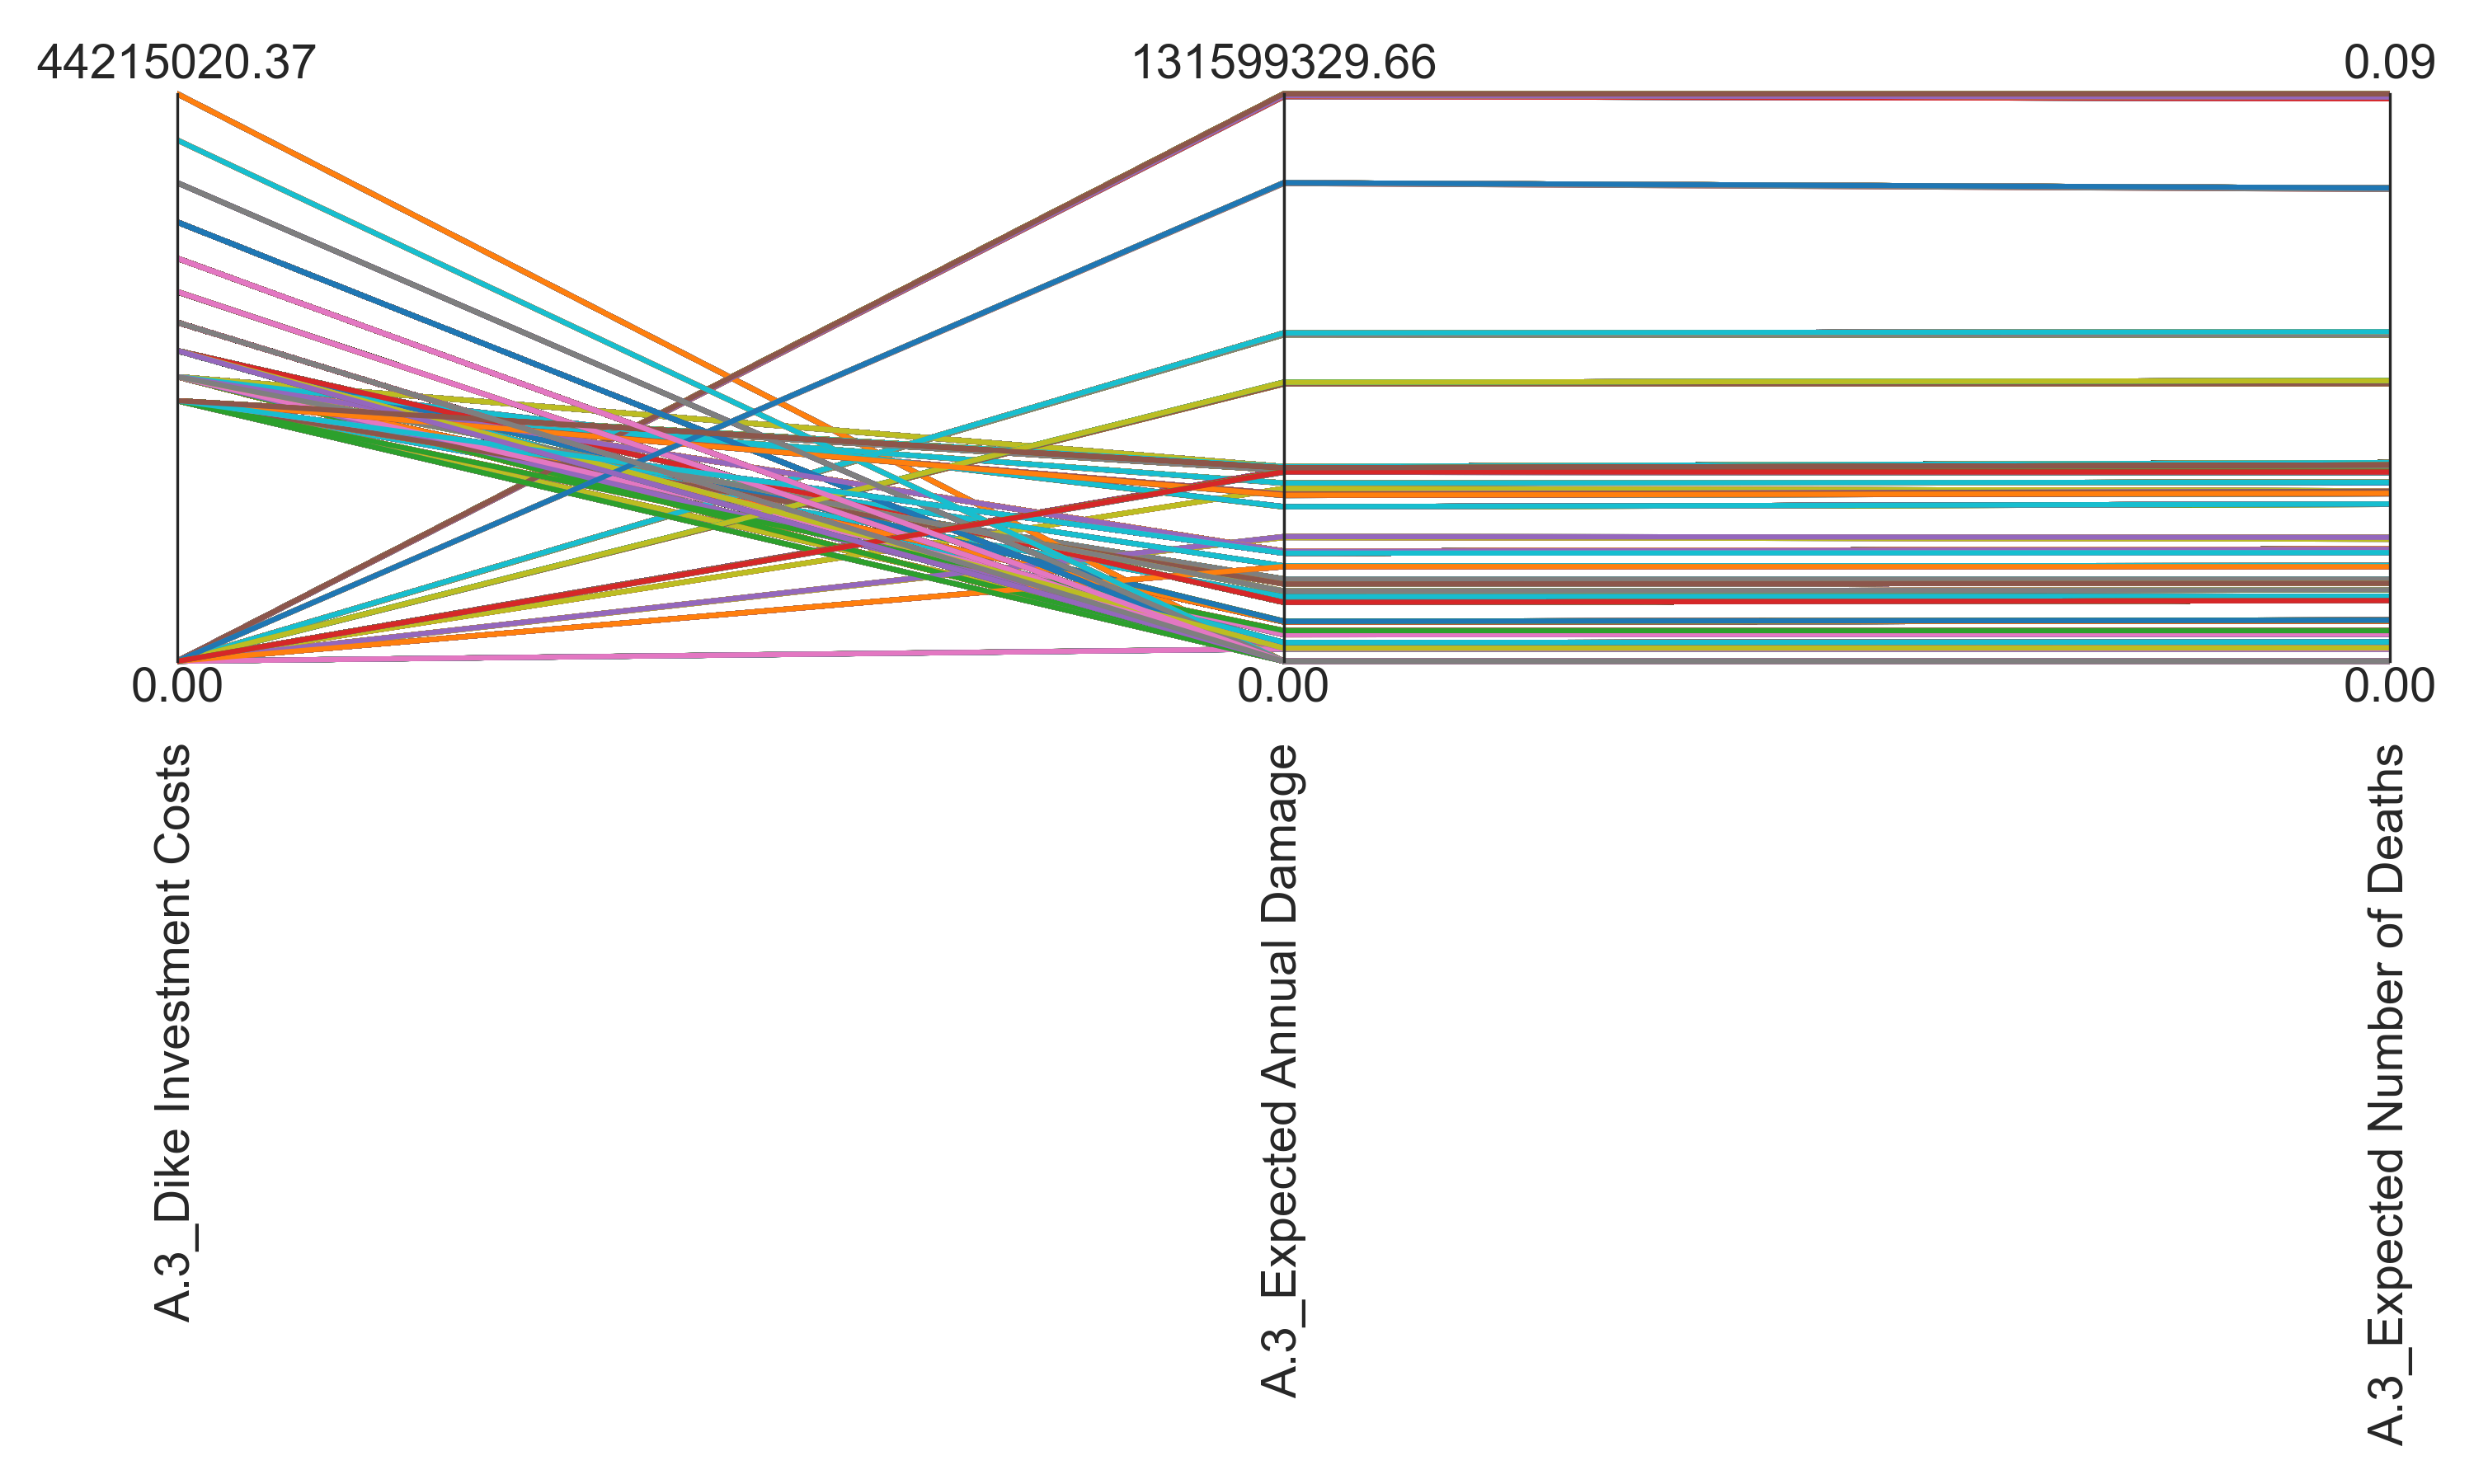 44215020.37
131599329.66
0.09
0.00
0.00
0.00
A.3_Dike Investment Costs
A.3_Expected Annual Damage
A.3_Expected Number of Deaths